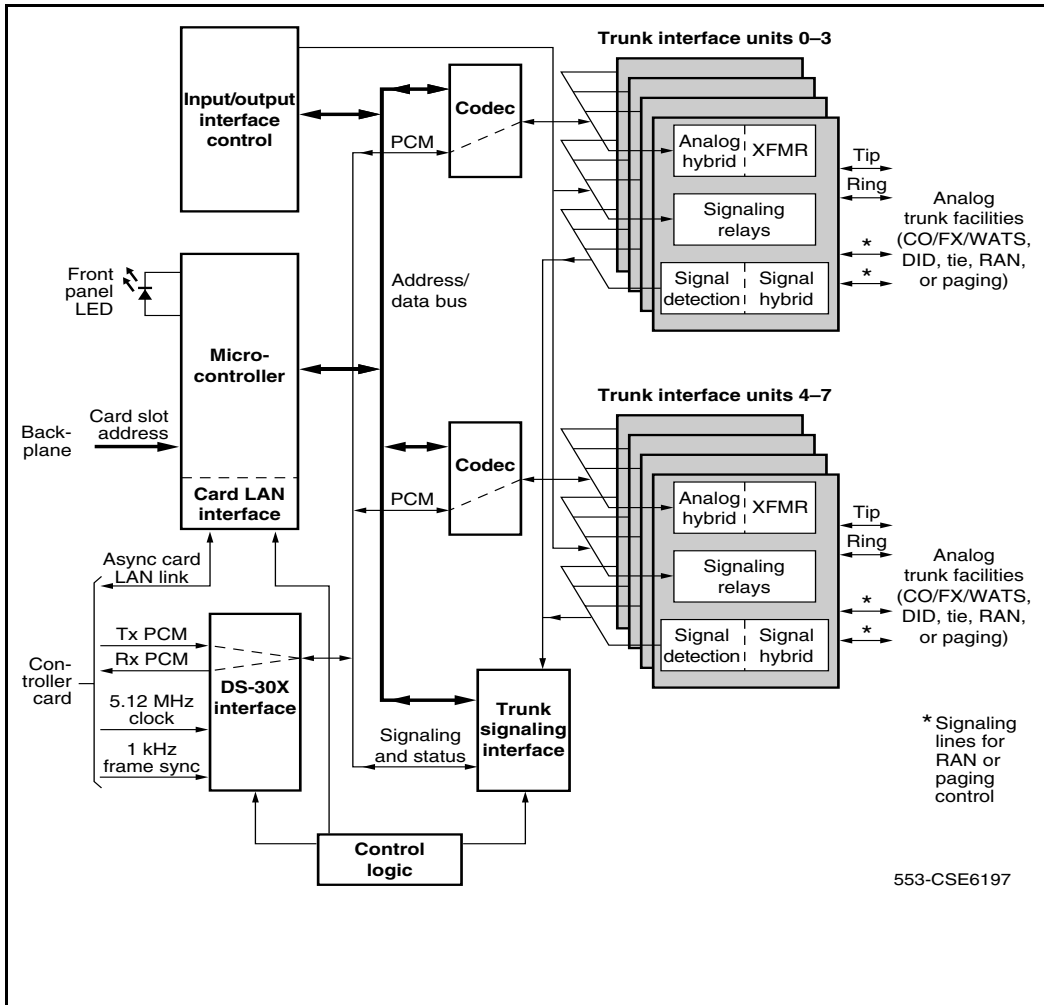 Trunk interface units 0–3
Input/output
interface
control
Codec
PCM
Analog
hybrid
XFMR
Signaling
relays
Signal
detection
Signal
hybrid
Tip
Ring
*
*
Analog
trunk facilities
(CO/FX/WATS,
DID, tie, RAN,
or paging)
Front
panel
LED
Address/
data bus
Micro-
controller
Back-
plane
Card slot
address
Card LAN
interface
Trunk interface units 4–7
Codec
PCM
Analog
hybrid
XFMR
Signaling
relays
Signal
detection
Signal
hybrid
Tip
Ring
*
*
Analog
trunk facilities
(CO/FX/WATS,
DID, tie, RAN,
or paging)
Async card
LAN link
Con-
troller
card
Tx PCM
Rx PCM
5.12 MHz
clock
1 kHz
frame sync
DS-30X
interface
Signaling
and status
Trunk
signaling
interface
* Signaling
lines for
RAN or
paging
control
Control
logic
553-CSE6197